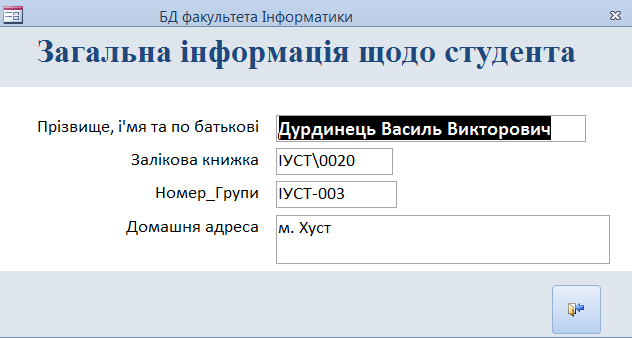 БД факультета Інформатики
Загальна інформація щодо студента
Прізвище, і'мя та по батькові Дурдинець Василь Викторович
Залікова книжка ІУСТ\0020
Номер_Групи ІУСТ-003
Домашня адреса м. Хуст